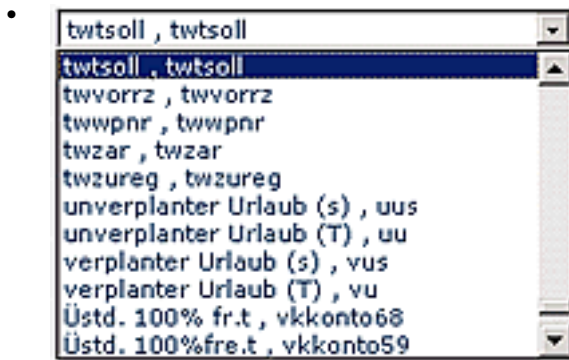 twtsoll , twtsoll
twtsoll , twtsoll
twvorrz , twvorrz
twwpnr , twwpnr
twzar , twzar
twzureg , twzureg
unverplanter Urlaub (s) , uus
unverplanter Urlaub (T) , uu
verplanter Urlaub (s) , vus
verplanter Urlaub (T) , vu
Üstd. 100% fr.t , vkkonto68
Üstd. 100%fre.t , vkkonto59